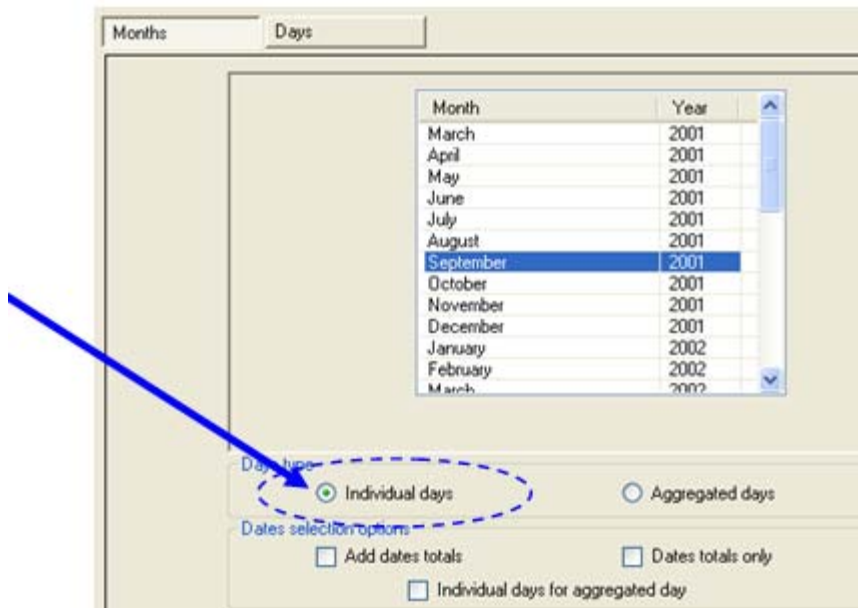 Months Days
Month Year
March 2001
April 2001
May 2001
June 2001
July 2001
August 2001
September 2001
October 2001
November 2001
December 2001
January 2002
February 2002
March 2002
Days type
Individual days Aggregated days
Dates selection options
Add dates totals Dates totals only
Individual days for aggregated day